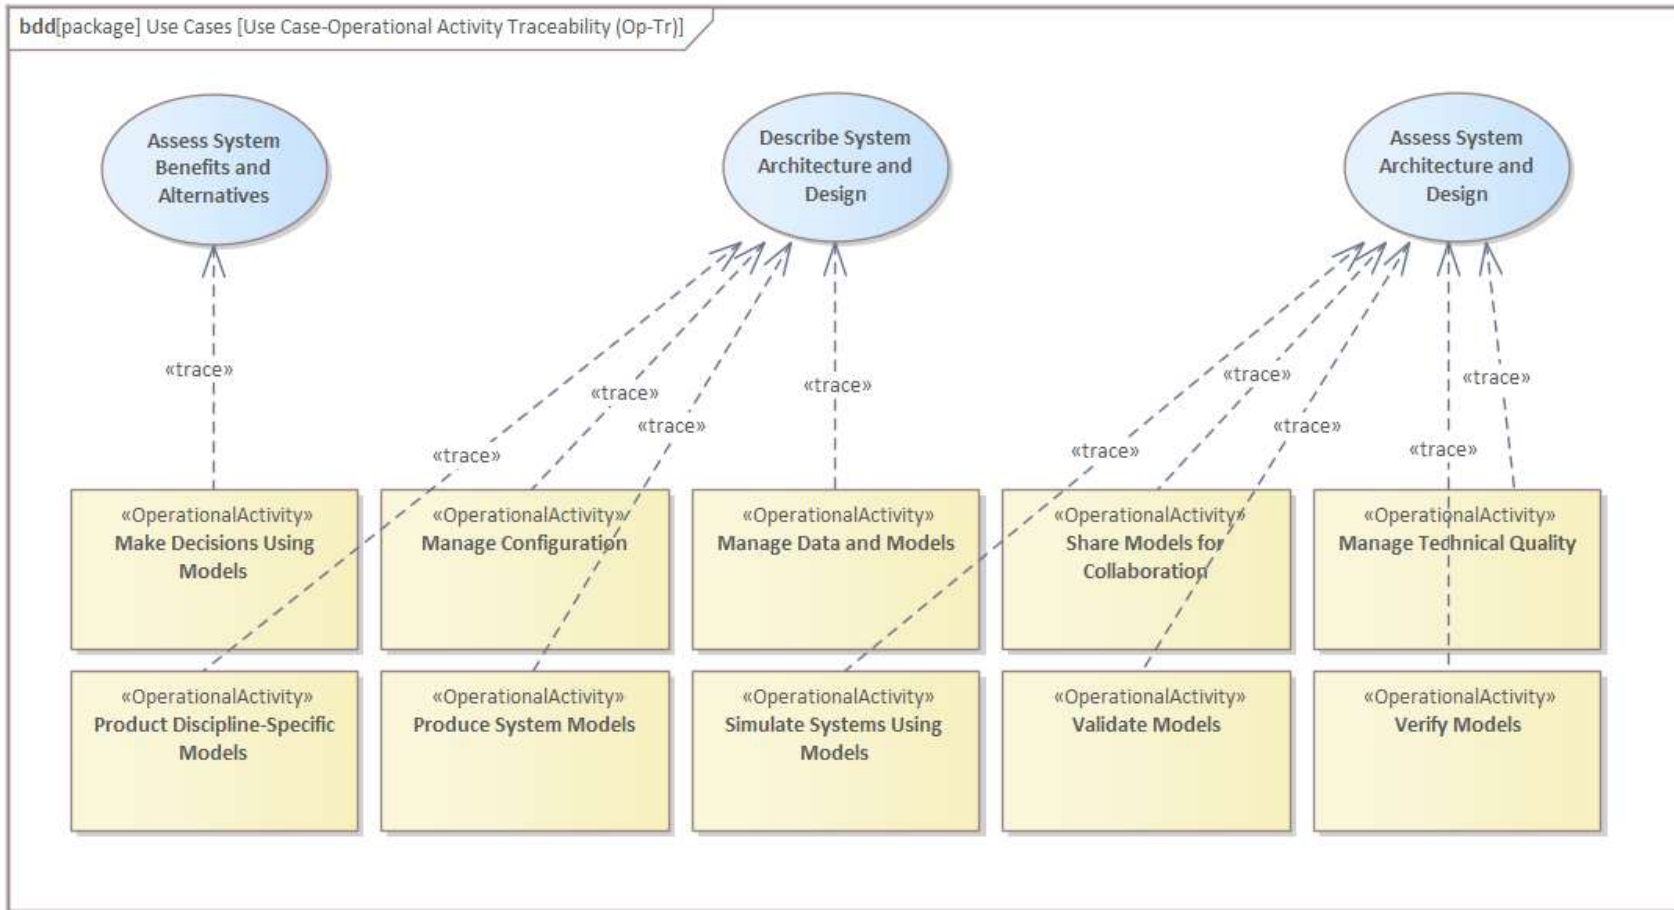 bdd[package] Use Cases [Use Case-Operational Activity Traceability (Op-Tr)]
Assess System
Benefits and
Alternatives
Describe System
Architecture and
Design
Assess System
Architecture and
Design
«trace»
«trace»
«trace»
«trace»
«trace»
«trace»
«trace»
«trace»
«trace»
«trace»
«OperationalActivity»
Make Decisions Using
Models
«OperationalActivity»
Manage Configuration
«OperationalActivity»
Manage Data and Models
«OperationalActivity»
Share Models for
Collaboration
«OperationalActivity»
Manage Technical Quality
«OperationalActivity»
Product Discipline-Specific
Models
«OperationalActivity»
Produce System Models
«OperationalActivity»
Simulate Systems Using
Models
«OperationalActivity»
Validate Models
«OperationalActivity»
Verify Models